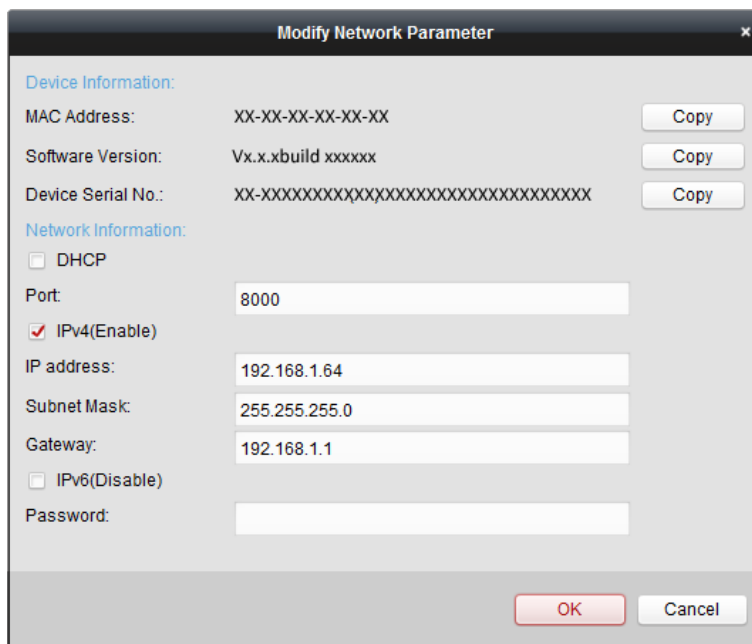 Modify Network Parameter ×
Device Information:
MAC Address: XX-XX-XX-XX-XX-XX Copy
Software Version: Vx.x.xbuild xxxxxx Copy
Device Serial No.: XX-XXXXXXXXXXXXXXXXXXXXXXXXXXXXXXX Copy
Network Information:
DHCP
Port: 8000
IPv4(Enable)
IP address: 192.168.1.64
Subnet Mask: 255.255.255.0
Gateway: 192.168.1.1
IPv6(Disable)
Password:
OK Cancel